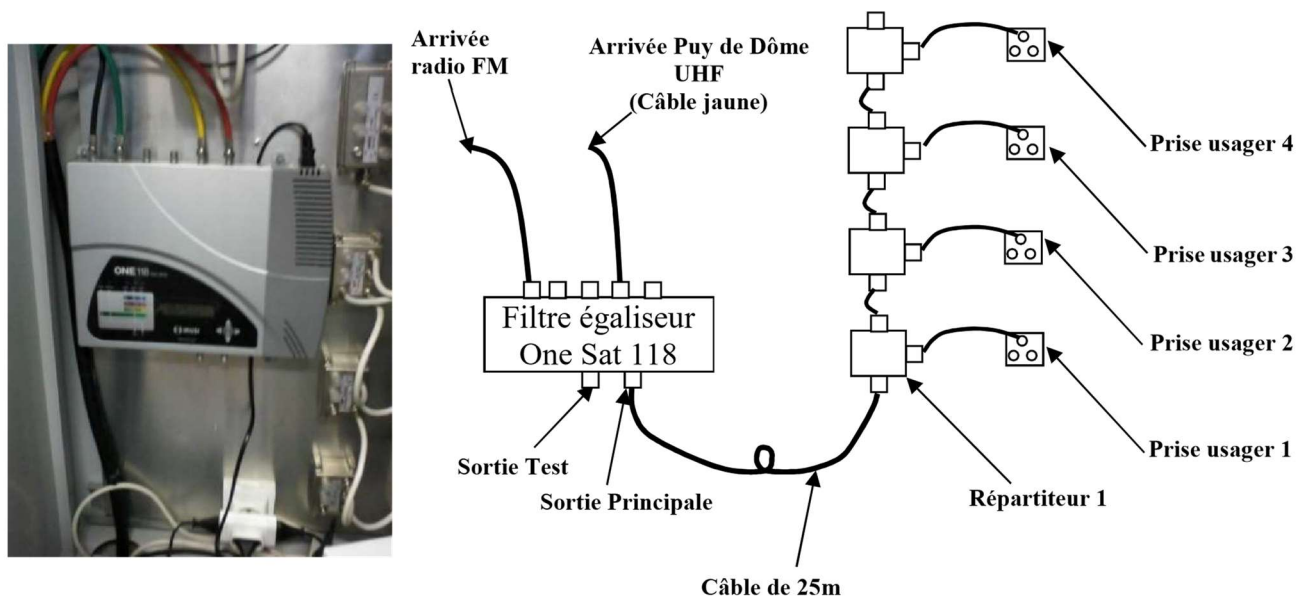 ONE118
Arrivée
radio FM
Arrivée Puy de Dôme
UHF
(Câble jaune)
Filtre égaliseur
One Sat 118
Sortie Test
Sortie Principale
Câble de 25m
Répartiteur 1
Prise usager 4
Prise usager 3
Prise usager 2
Prise usager 1